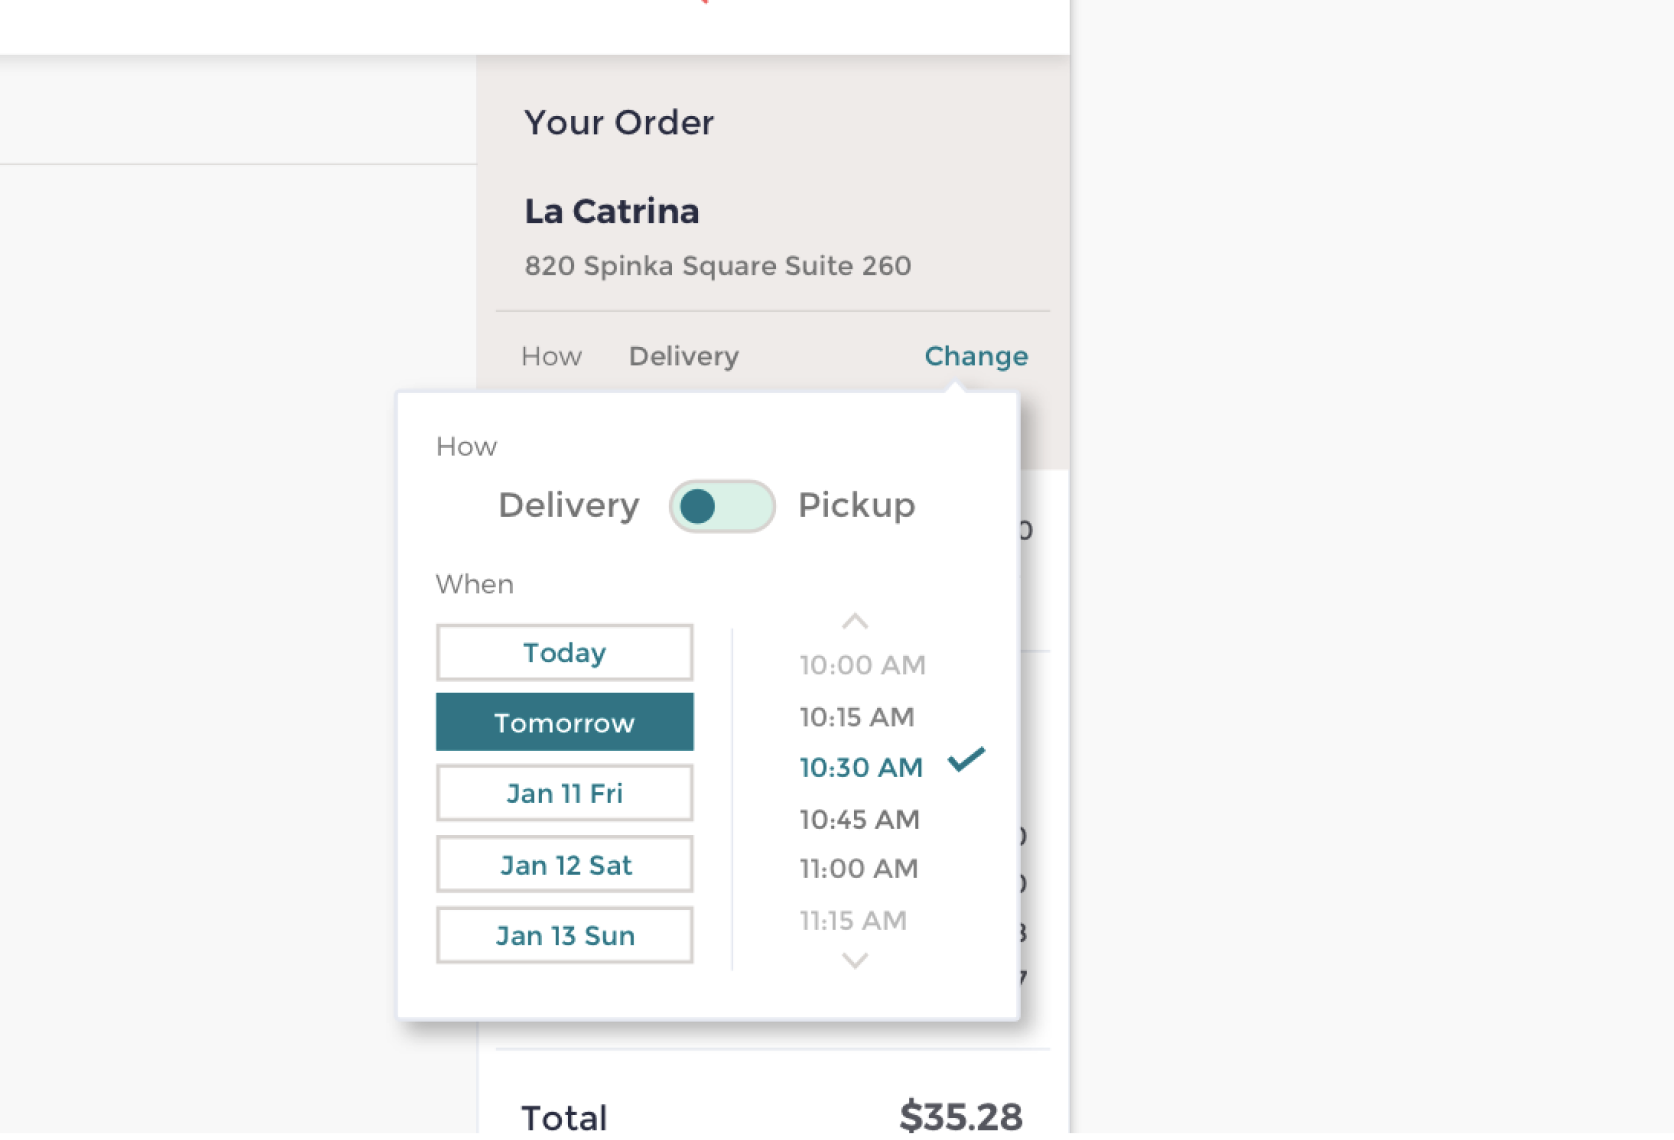 Your Order
La Catrina
820 Spinka Square Suite 260
How Delivery Change
How
Delivery Pickup
When
Today
Tomorrow
Jan 11 Fri
Jan 12 Sat
Jan 13 Sun
10:00 AM
10:15 AM
10:30 AM
10:45 AM
11:00 AM
11:15 AM
Total $35.28